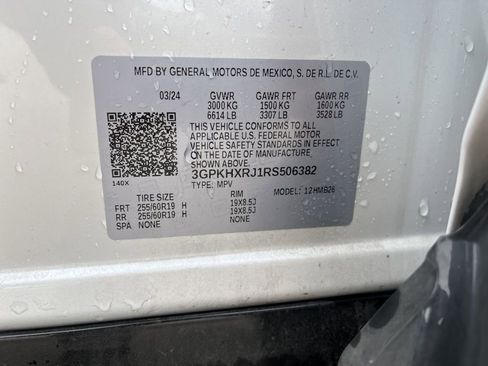 MFD BY GENERAL MOTORS DE MEXICO, S. DE R.L. DE C.V.
03/24 GVWR GAWR FRT GAWR RR
3000 KG 1500 KG 1600 KG
6614 LB 3307 LB 3528 LB
THIS VEHICLE CONFORMS TO ALL
APPLICABLE U.S. FEDERAL MOTOR
VEHICLE SAFETY STANDARDS IN
EFFECT ON THE DATE OF
MANUFACTURE SHOWN ABOVE.
3GPKHXRJ1RS506382
140X TYPE: MPV MODEL: 12HMB26
TIRE SIZE RIM
FRT 255/60R19 H 19X8.5J
RR 255/60R19 H 19X8.5J
SPA NONE NONE